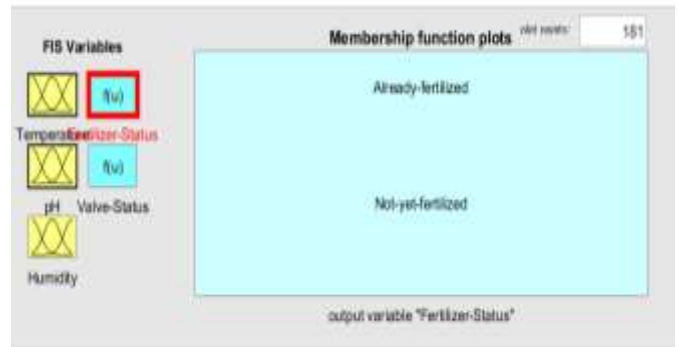 FIS Variables
Membership function plots
plot points:
181
f(u)
Temperature
Fertilizer-Status
f(u)
pH
Valve-Status
Humidity
Already-fertilized
Not-yet-fertilized
output variable "Fertilizer-Status"